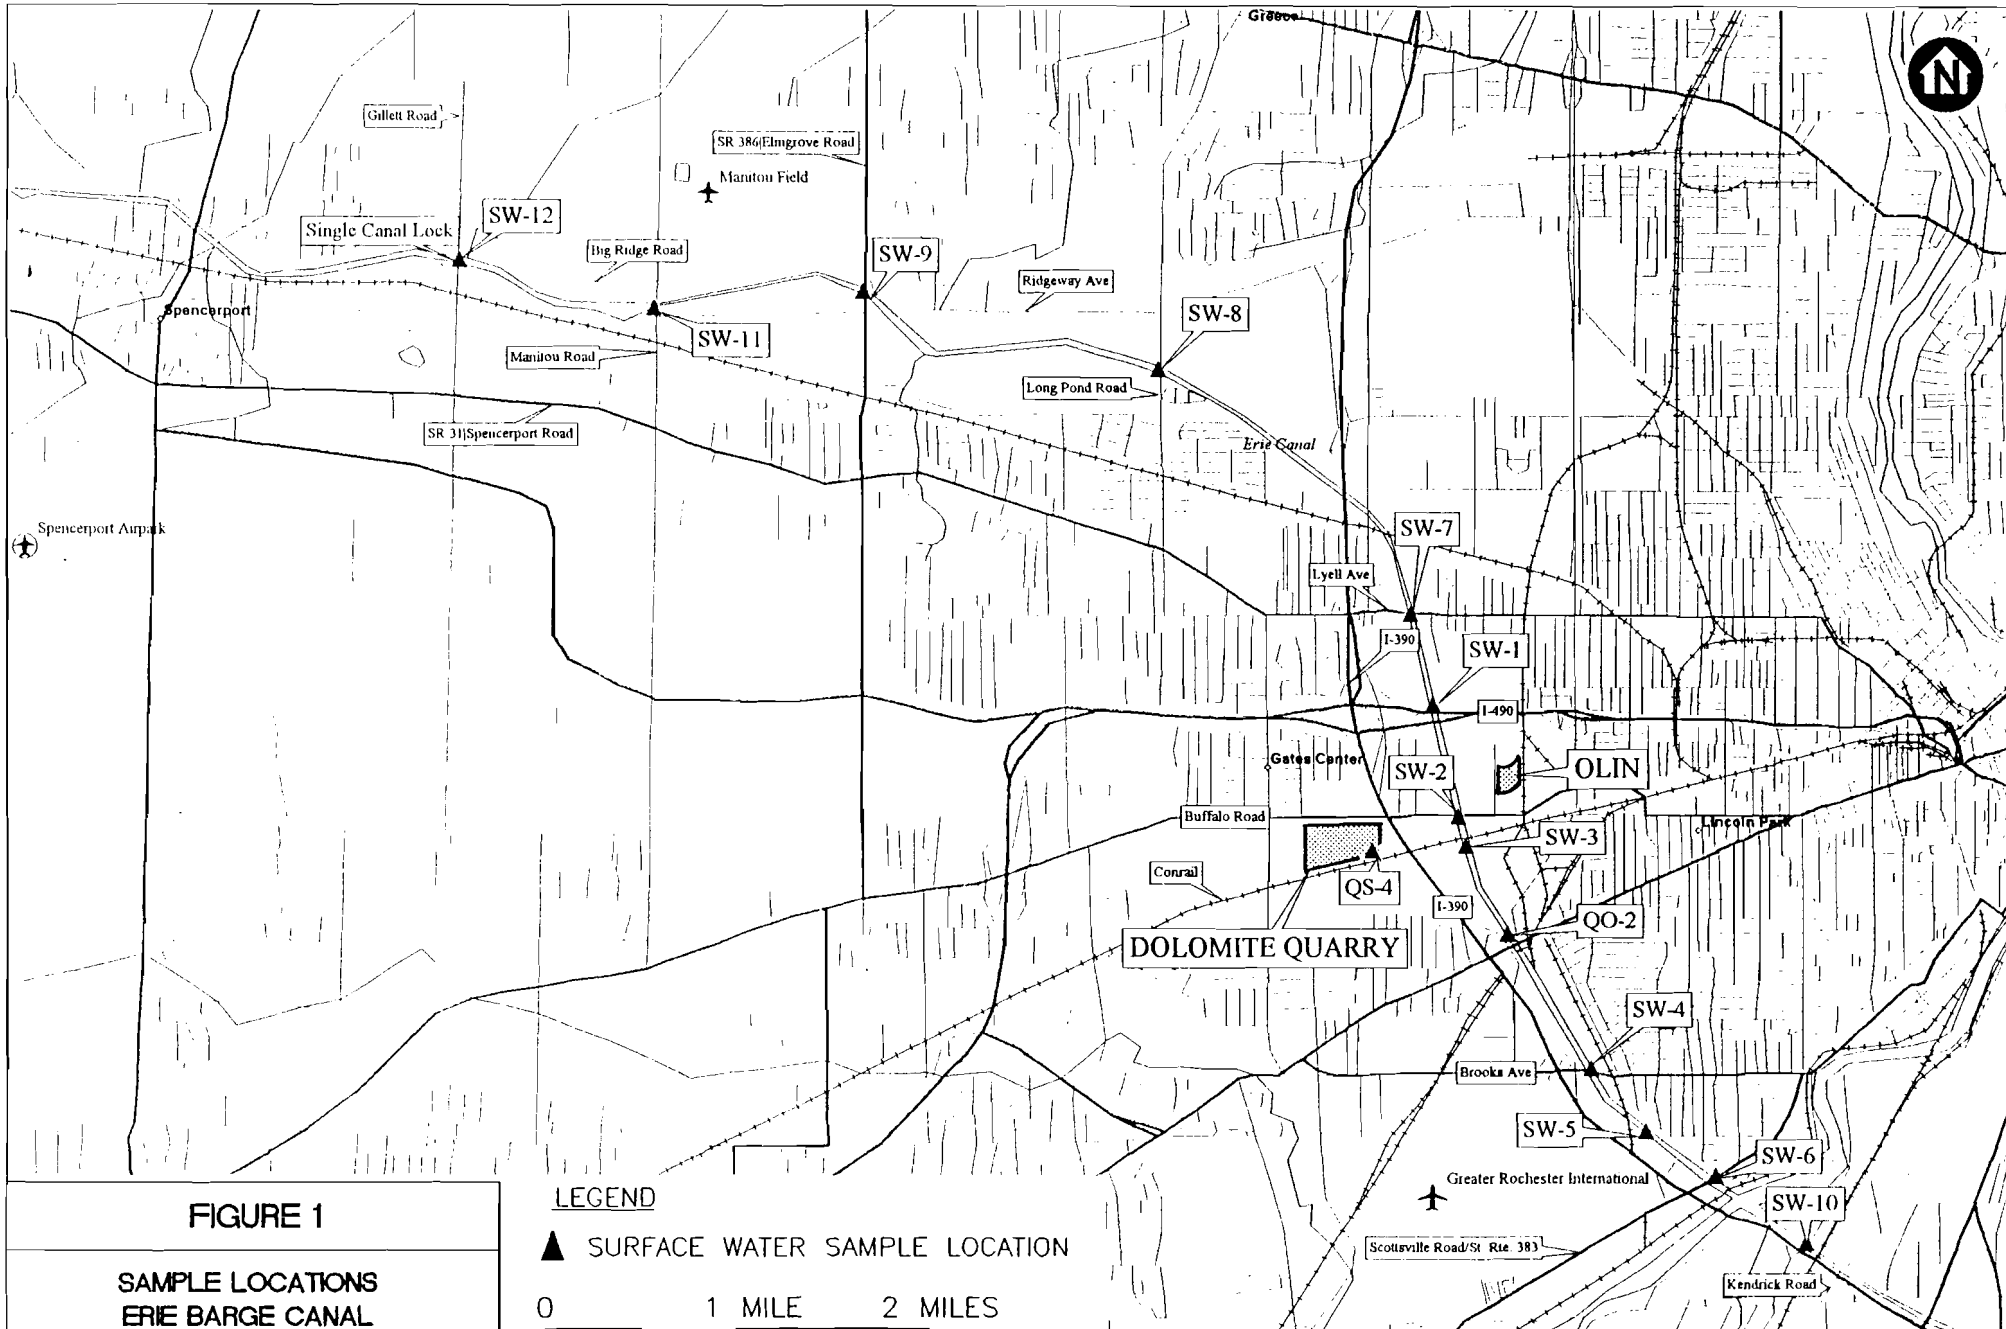 Greece
N
Gillett Road
SR 386|Elmgrove Road
Manitou Field
SW-12
Single Canal Lock
Big Ridge Road
SW-9
Ridgeway Ave
Spencerport
SW-8
SW-11
Manitou Road
Long Pond Road
SR 31|Spencerport Road
Erie Canal
Spencerport Airpark
SW-7
Lyell Ave
I-390
SW-1
I-490
Gates Center
SW-2
OLIN
Buffalo Road
Lincoln Park
SW-3
Conrail
QS-4
I-390
QO-2
DOLOMITE QUARRY
SW-4
Brooks Ave
SW-5
SW-6
Greater Rochester International
SW-10
Scottsville Road/St Rte. 383
Kendrick Road
FIGURE 1
SAMPLE LOCATIONS
ERIE BARGE CANAL
LEGEND
SURFACE WATER SAMPLE LOCATION
0 1 MILE 2 MILES